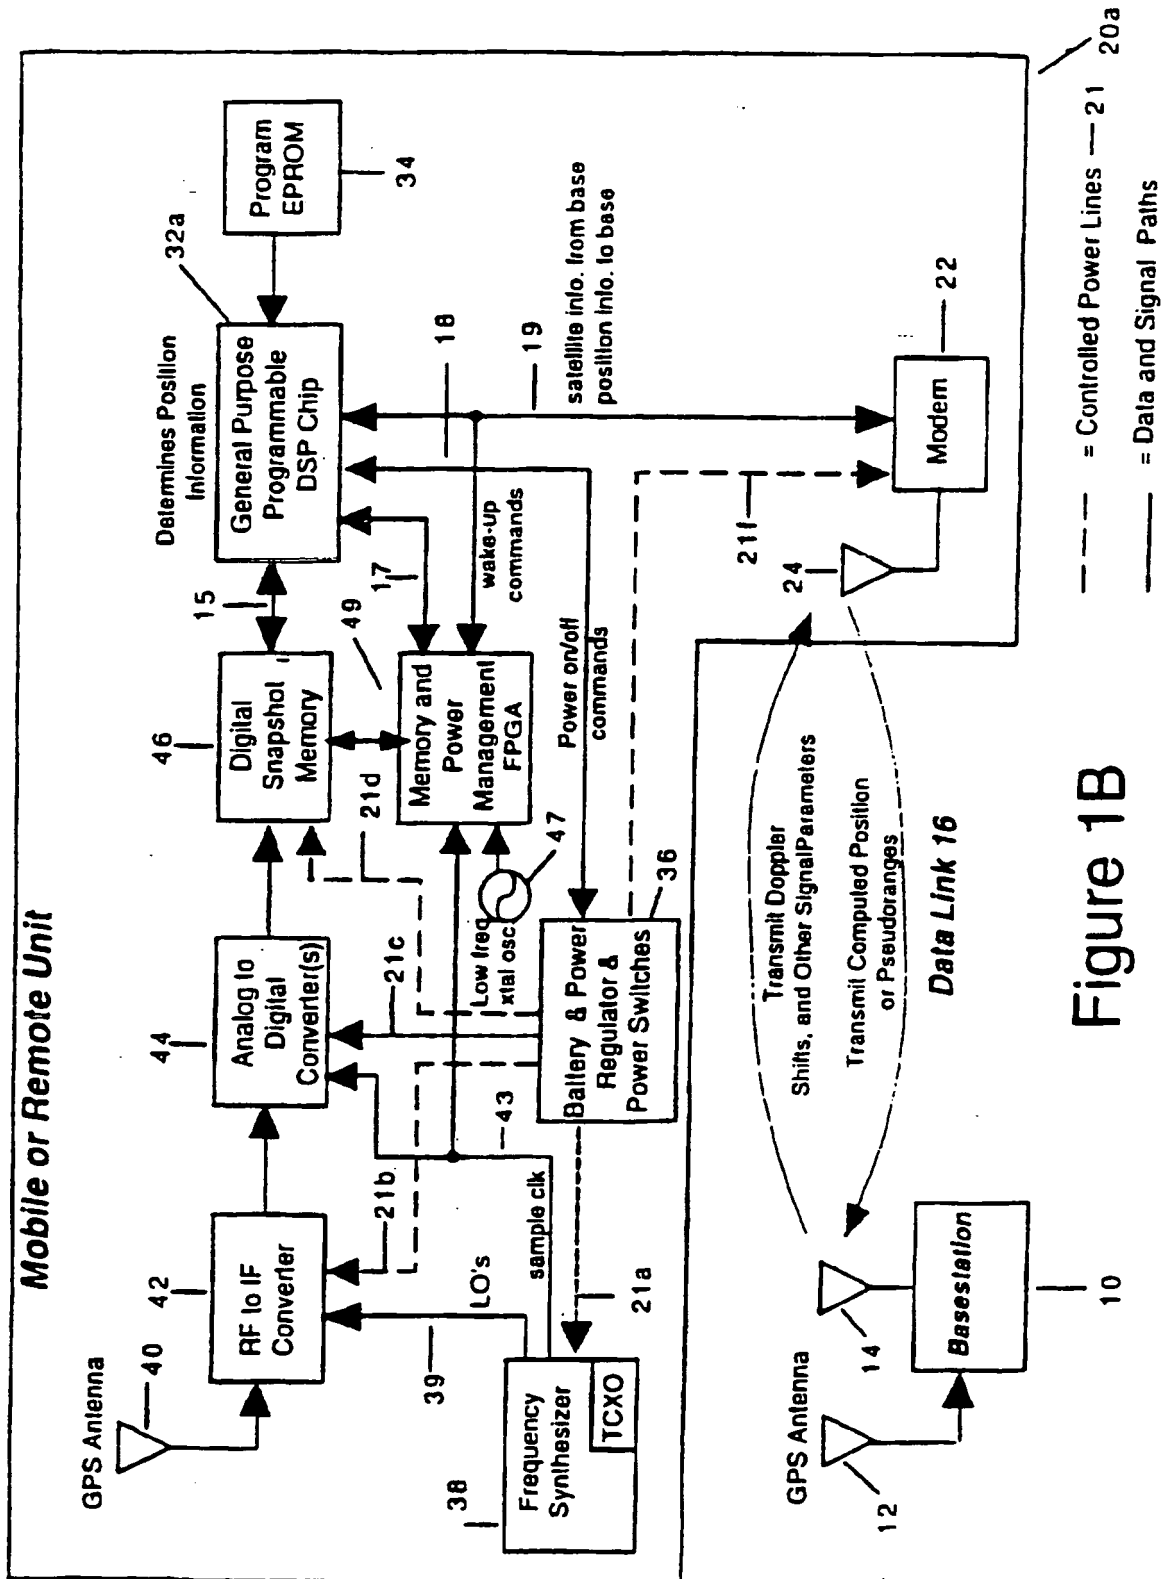 Mobile or Remote Unit
GPS Antenna
40
42
RF to IF
Converter
44
Analog to
Digital
Converter(s)
46
Digital
Snapshot
Memory
15
Determines Position
Information
32a
General Purpose
Programmable
DSP Chip
Program
EPROM
34
39
LO's
21b
21c
21d
49
17
Memory and
Power
Management
FPGA
wake-up
commands
18
19
satellite info. from base
position info. to base
38
Frequency
Synthesizer
TCXO
sample clk
43
21a
Low freq
xtal osc.
47
Battery & Power
Regulator &
Power Switches
36
Power on/off
commands
21f
24
Modem
22
20a
GPS Antenna
12
14
Basestation
10
Transmit Doppler
Shifts, and Other SignalParameters
Transmit Computed Position
or Pseudoranges
Data Link 16
= Controlled Power Lines
21
= Data and Signal Paths
Figure 1B